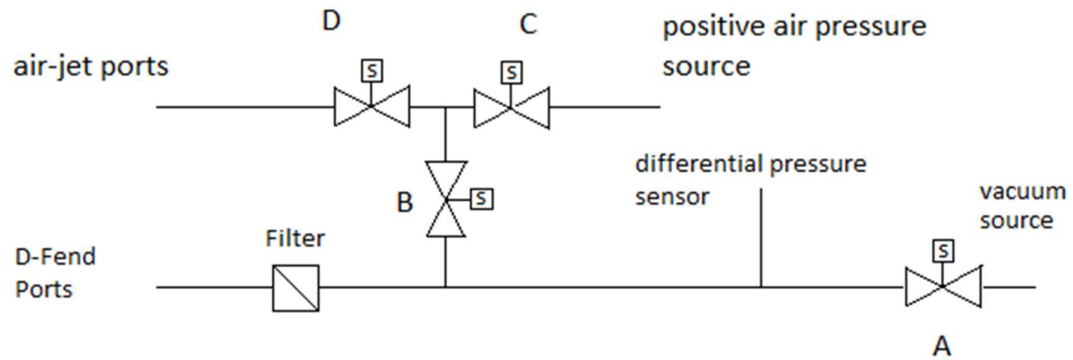 D
C
positive air pressure
source
air-jet ports
S
S
differential pressure
sensor
vacuum
source
B
S
Filter
D-Fend
Ports
S
A